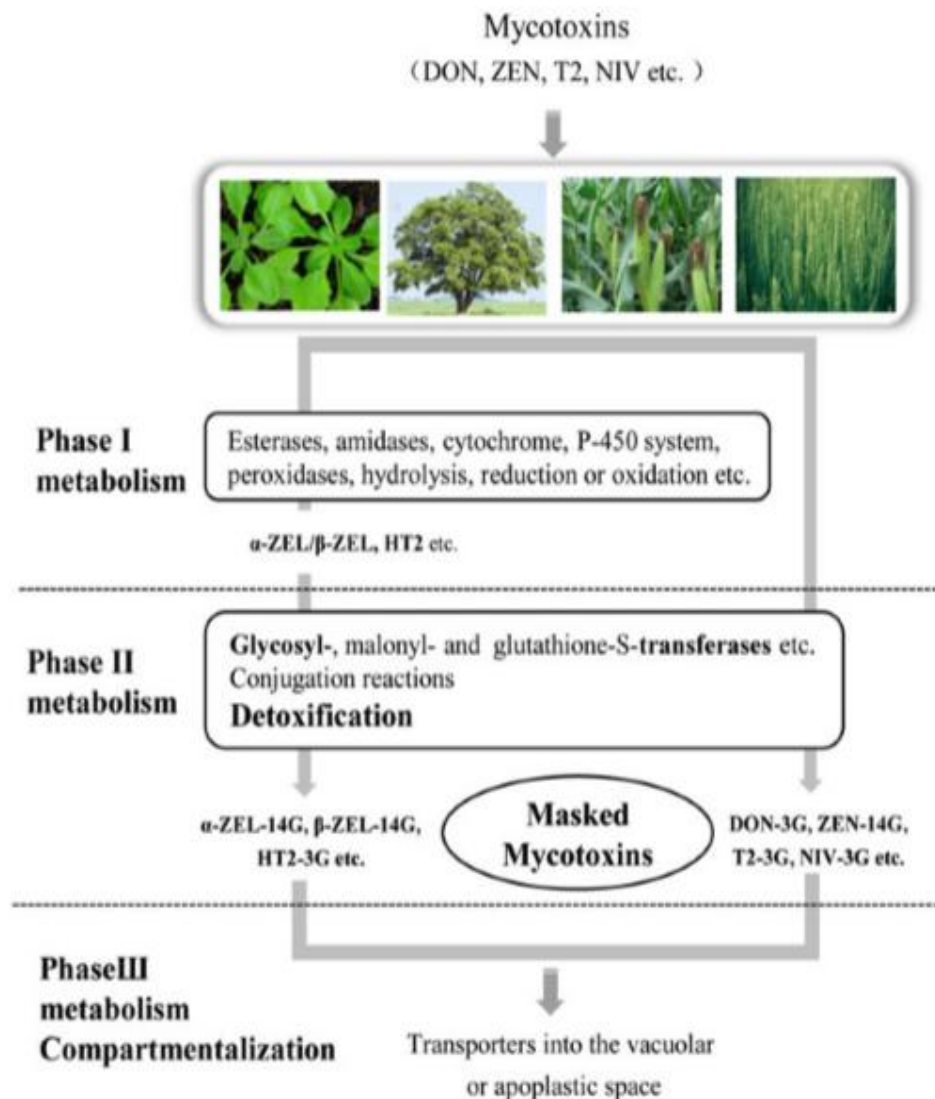 Mycotoxins
(DON, ZEN, T2, NIV etc. )
Phase I
metabolism
Esterases, amidases, cytochrome, P-450 system,
peroxidases, hydrolysis, reduction or oxidation etc.
α-ZEL/β-ZEL, HT2 etc.
Phase II
metabolism
Glycosyl-, malonyl- and glutathione-S-transferases etc.
Conjugation reactions
Detoxification
α-ZEL-14G, β-ZEL-14G,
HT2-3G etc.
Masked
Mycotoxins
DON-3G, ZEN-14G,
T2-3G, NIV-3G etc.
PhaseIII
metabolism
Compartmentalization
Transporters into the vacuolar
or apoplastic space